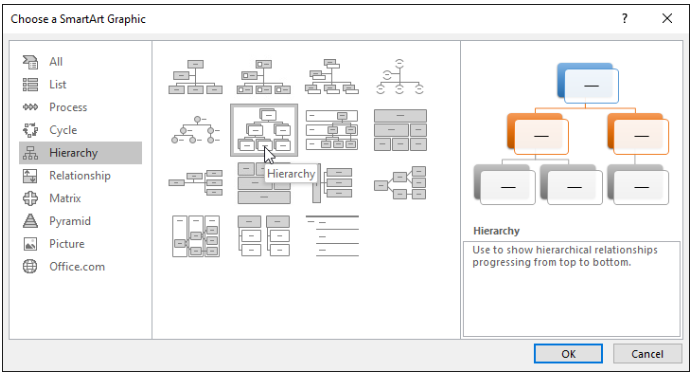 Choose a SmartArt Graphic
?
All
List
Process
Cycle
Hierarchy
Relationship
Matrix
Pyramid
Picture
Office.com
Hierarchy
Hierarchy
Use to show hierarchical relationships
progressing from top to bottom.
OK
Cancel